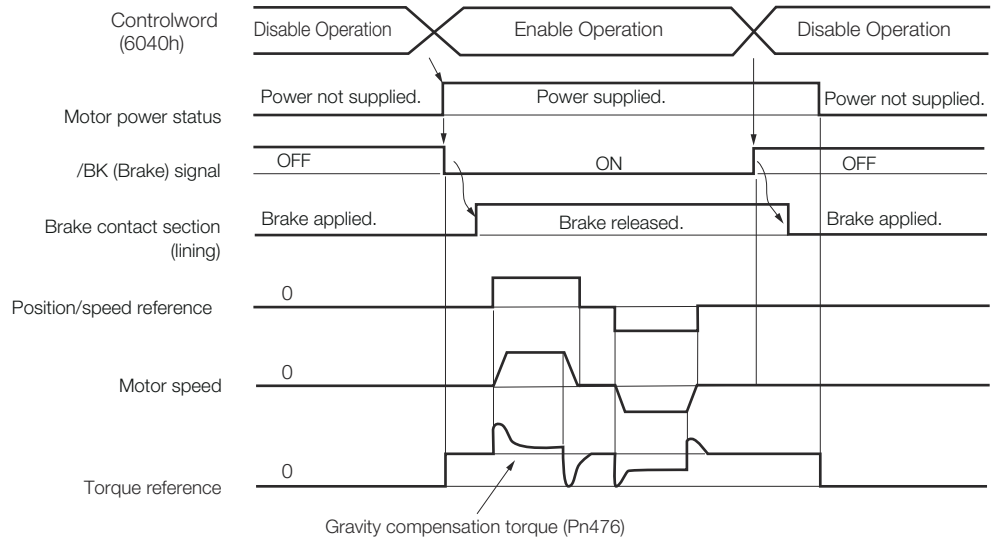 Controlword
(6040h)
Disable Operation
Enable Operation
Disable Operation
Motor power status
Power not supplied.
Power supplied.
Power not supplied.
/BK (Brake) signal
OFF
ON
OFF
Brake contact section
(lining)
Brake applied.
Brake released.
Brake applied.
Position/speed reference
0
Motor speed
0
Torque reference
0
Gravity compensation torque (Pn476)